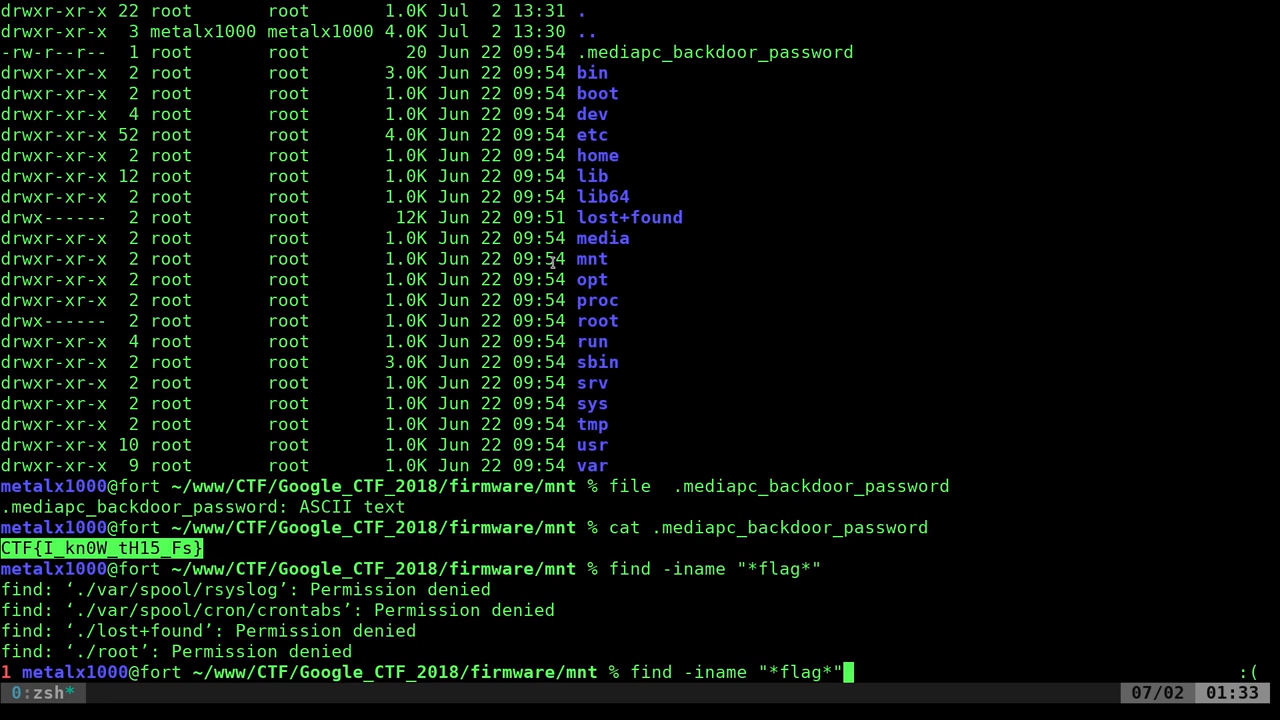 drwxr-xr-x 22 root      root       1.0K Jul  2 13:31 .
drwxr-xr-x  3 metalx1000 metalx1000 4.0K Jul  2 13:30 ..
-rw-r--r--  1 root      root         20 Jun 22 09:54 .mediapc_backdoor_password
drwxr-xr-x  2 root      root       3.0K Jun 22 09:54 bin
drwxr-xr-x  2 root      root       1.0K Jun 22 09:54 boot
drwxr-xr-x  4 root      root       1.0K Jun 22 09:54 dev
drwxr-xr-x 52 root      root       4.0K Jun 22 09:54 etc
drwxr-xr-x  2 root      root       1.0K Jun 22 09:54 home
drwxr-xr-x 12 root      root       1.0K Jun 22 09:54 lib
drwxr-xr-x  2 root      root       1.0K Jun 22 09:54 lib64
drwx------  2 root      root        12K Jun 22 09:51 lost+found
drwxr-xr-x  2 root      root       1.0K Jun 22 09:54 media
drwxr-xr-x  2 root      root       1.0K Jun 22 09:54 mnt
drwxr-xr-x  2 root      root       1.0K Jun 22 09:54 opt
drwxr-xr-x  2 root      root       1.0K Jun 22 09:54 proc
drwx------  2 root      root       1.0K Jun 22 09:54 root
drwxr-xr-x  4 root      root       1.0K Jun 22 09:54 run
drwxr-xr-x  2 root      root       3.0K Jun 22 09:54 sbin
drwxr-xr-x  2 root      root       1.0K Jun 22 09:54 srv
drwxr-xr-x  2 root      root       1.0K Jun 22 09:54 sys
drwxr-xr-x  2 root      root       1.0K Jun 22 09:54 tmp
drwxr-xr-x 10 root      root       1.0K Jun 22 09:54 usr
drwxr-xr-x  9 root      root       1.0K Jun 22 09:54 var
metalx1000@fort ~/www/CTF/Google_CTF_2018/firmware/mnt % file  .mediapc_backdoor_password
.mediapc_backdoor_password: ASCII text
metalx1000@fort ~/www/CTF/Google_CTF_2018/firmware/mnt % cat .mediapc_backdoor_password
CTF{I_kn0W_tH15_Fs}
metalx1000@fort ~/www/CTF/Google_CTF_2018/firmware/mnt % find -iname "*flag*"
find: ‘./var/spool/rsyslog’: Permission denied
find: ‘./var/spool/cron/crontabs’: Permission denied
find: ‘./lost+found’: Permission denied
find: ‘./root’: Permission denied
1 metalx1000@fort ~/www/CTF/Google_CTF_2018/firmware/mnt % find -iname "*flag*" :(
0:zsh* 07/02 01:33